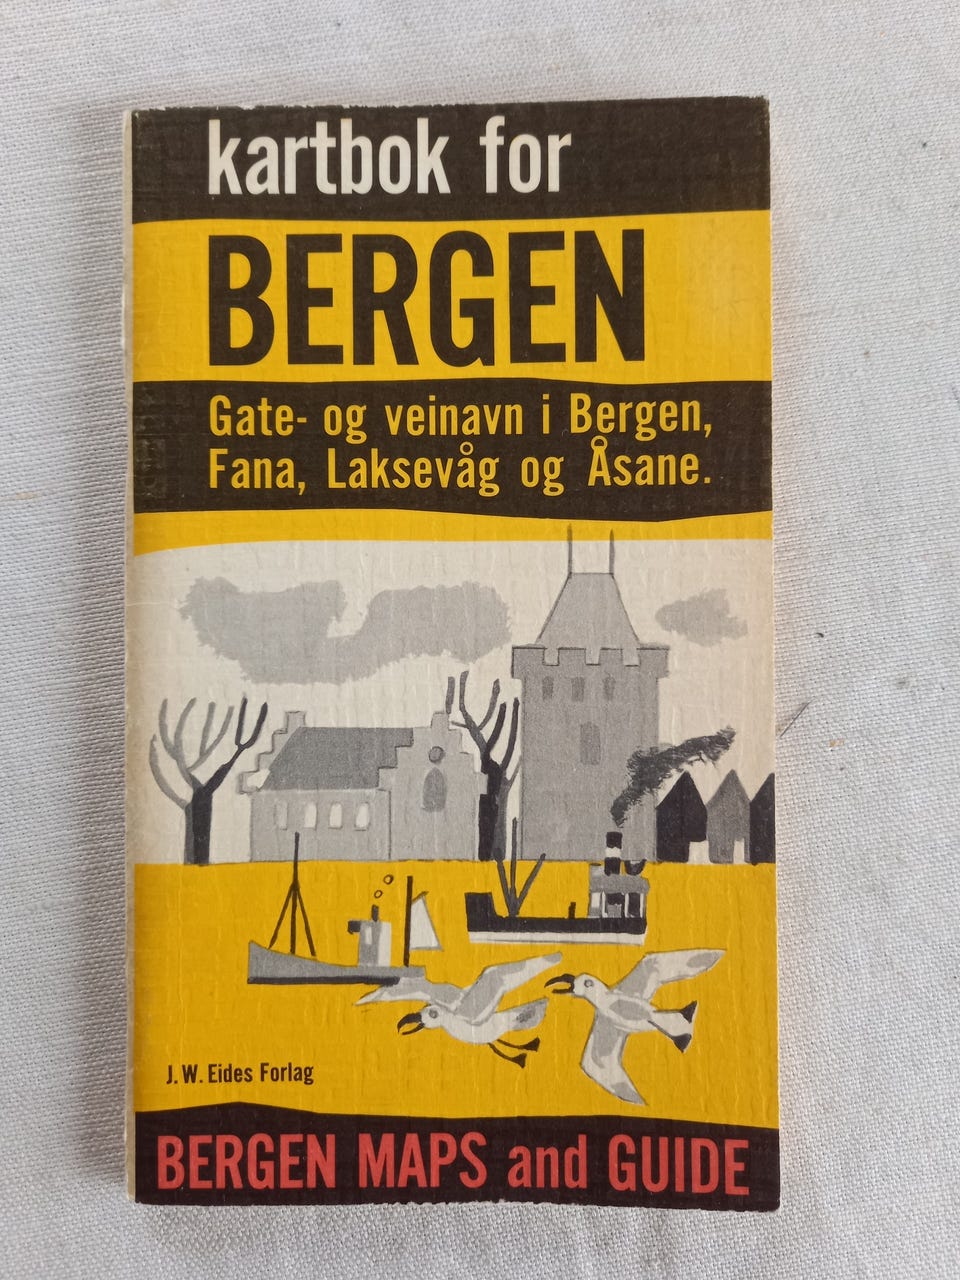 kartbok for
BERGEN
Gate- og veinavn i Bergen,
Fana, Laksevåg og Åsane.
J. W. Eides Forlag
BERGEN MAPS and GUIDE